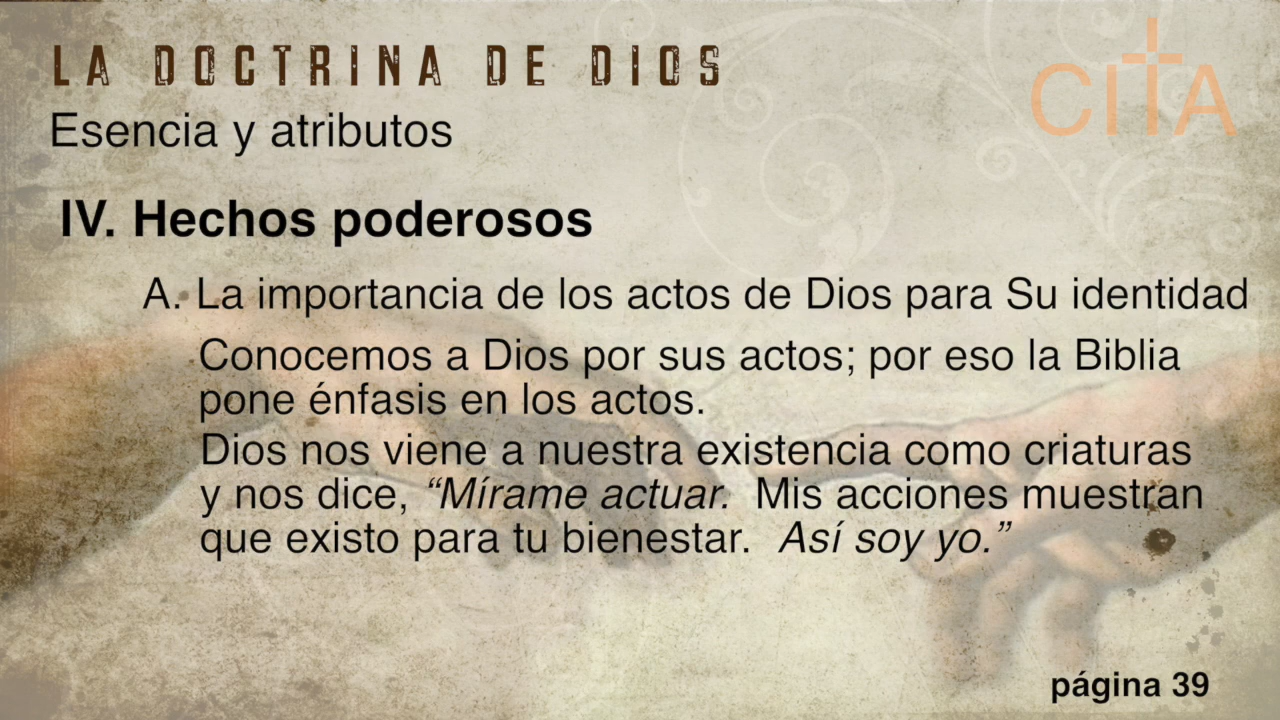 LA DOCTRINA DE DIOS
CITA
Esencia y atributos
IV. Hechos poderosos
A. La importancia de los actos de Dios para Su identidad
Conocemos a Dios por sus actos; por eso la Biblia
pone énfasis en los actos.
Dios nos viene a nuestra existencia como criaturas
y nos dice, “Mírame actuar. Mis acciones muestran
que existo para tu bienestar. Así soy yo.”
página 39